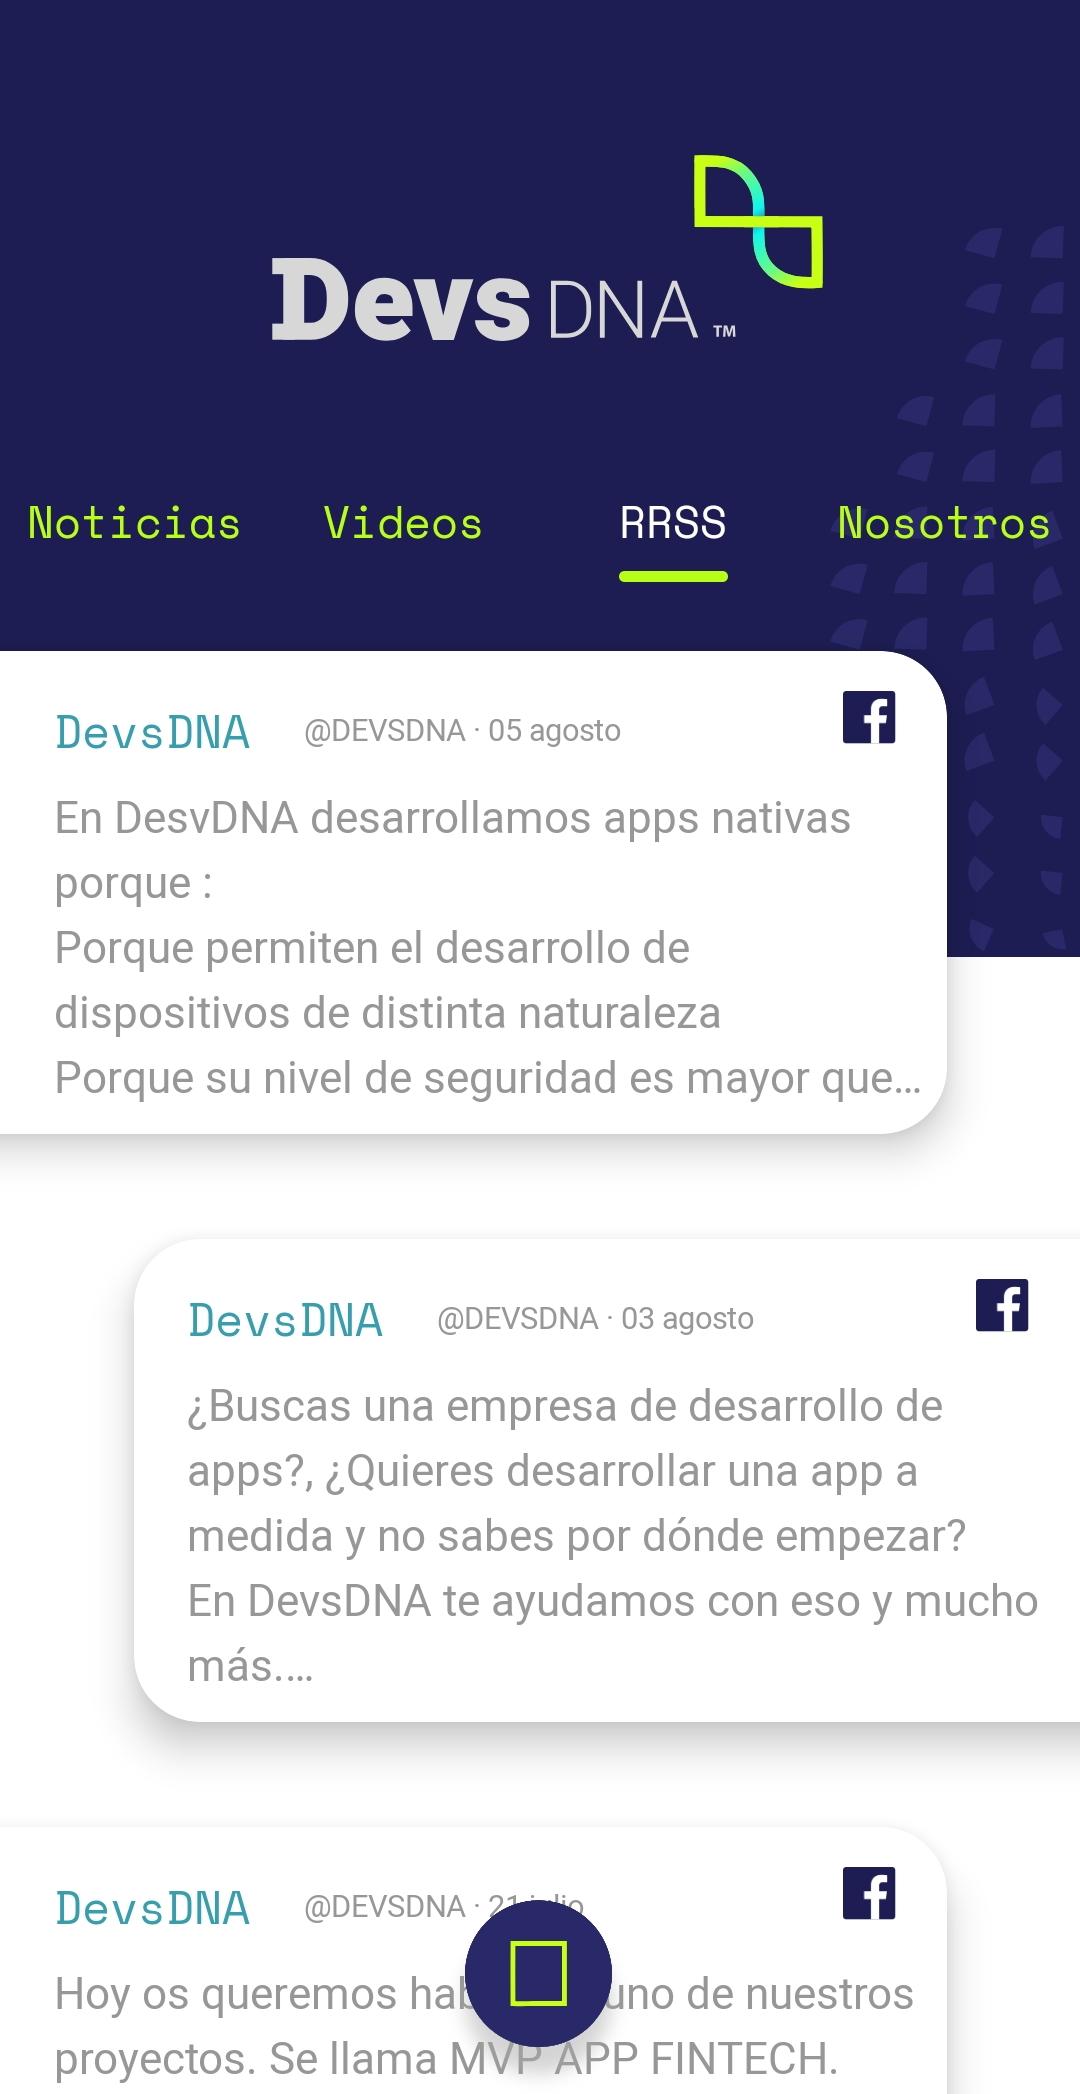 Devs DNA ™
Noticias Videos RRSS Nosotros
DevsDNA @DEVSDNA · 05 agosto
En DesvDNA desarrollamos apps nativas
porque :
Porque permiten el desarrollo de
dispositivos de distinta naturaleza
Porque su nivel de seguridad es mayor que…
DevsDNA @DEVSDNA · 03 agosto
¿Buscas una empresa de desarrollo de
apps?, ¿Quieres desarrollar una app a
medida y no sabes por dónde empezar?
En DevsDNA te ayudamos con eso y mucho
más.…
DevsDNA @DEVSDNA · 21
Hoy os queremos uno de nuestros
proyectos. Se llama MVP APP FINTECH.